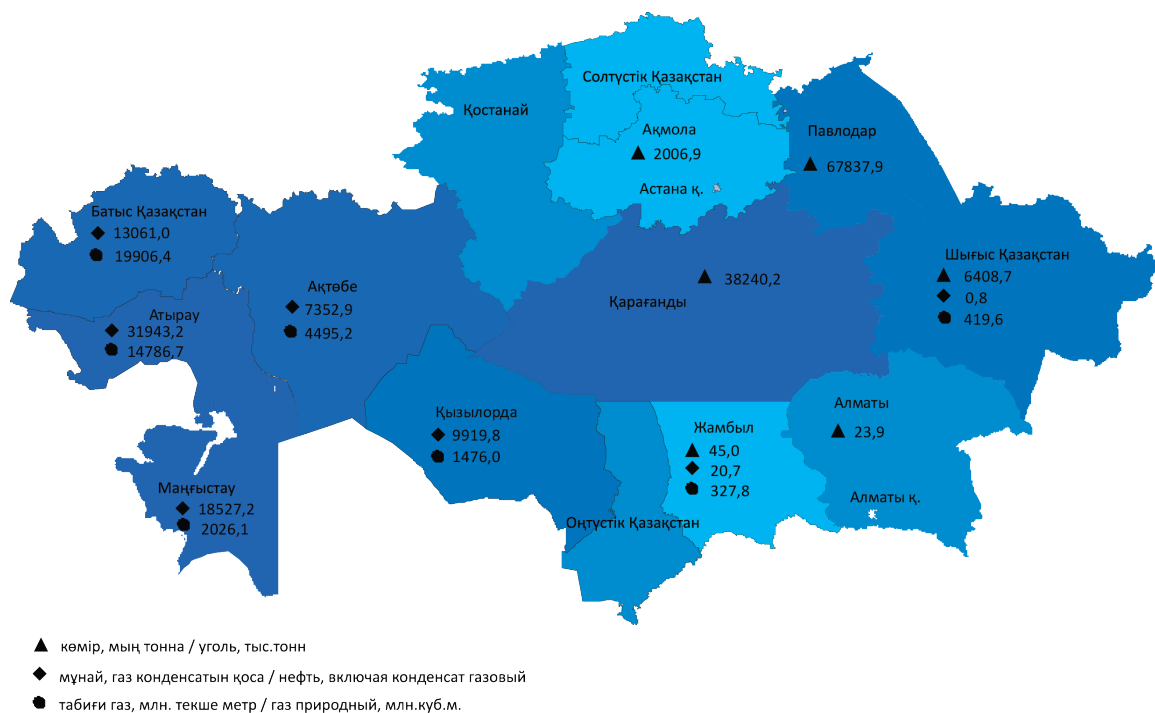 Солтүстік Қазақстан
Қостанай
Ақмола
2006,9
Павлодар
67837,9
Астана қ.
Батыс Қазақстан
13061,0
19906,4
Шығыс Қазақстан
6408,7
0,8
419,6
Ақтөбе
7352,9
4495,2
Қарағанды
38240,2
Атырау
31943,2
14786,7
Қызылорда
9919,8
1476,0
Жамбыл
45,0
20,7
327,8
Алматы
23,9
Маңғыстау
18527,2
2026,1
Алматы қ.
Оңтүстік Қазақстан
көмір, мың тонна / уголь, тыс.тонн
мұнай, газ конденсатын қоса / нефть, включая конденсат газовый
табиғи газ, млн. текше метр / газ природный, млн.куб.м.